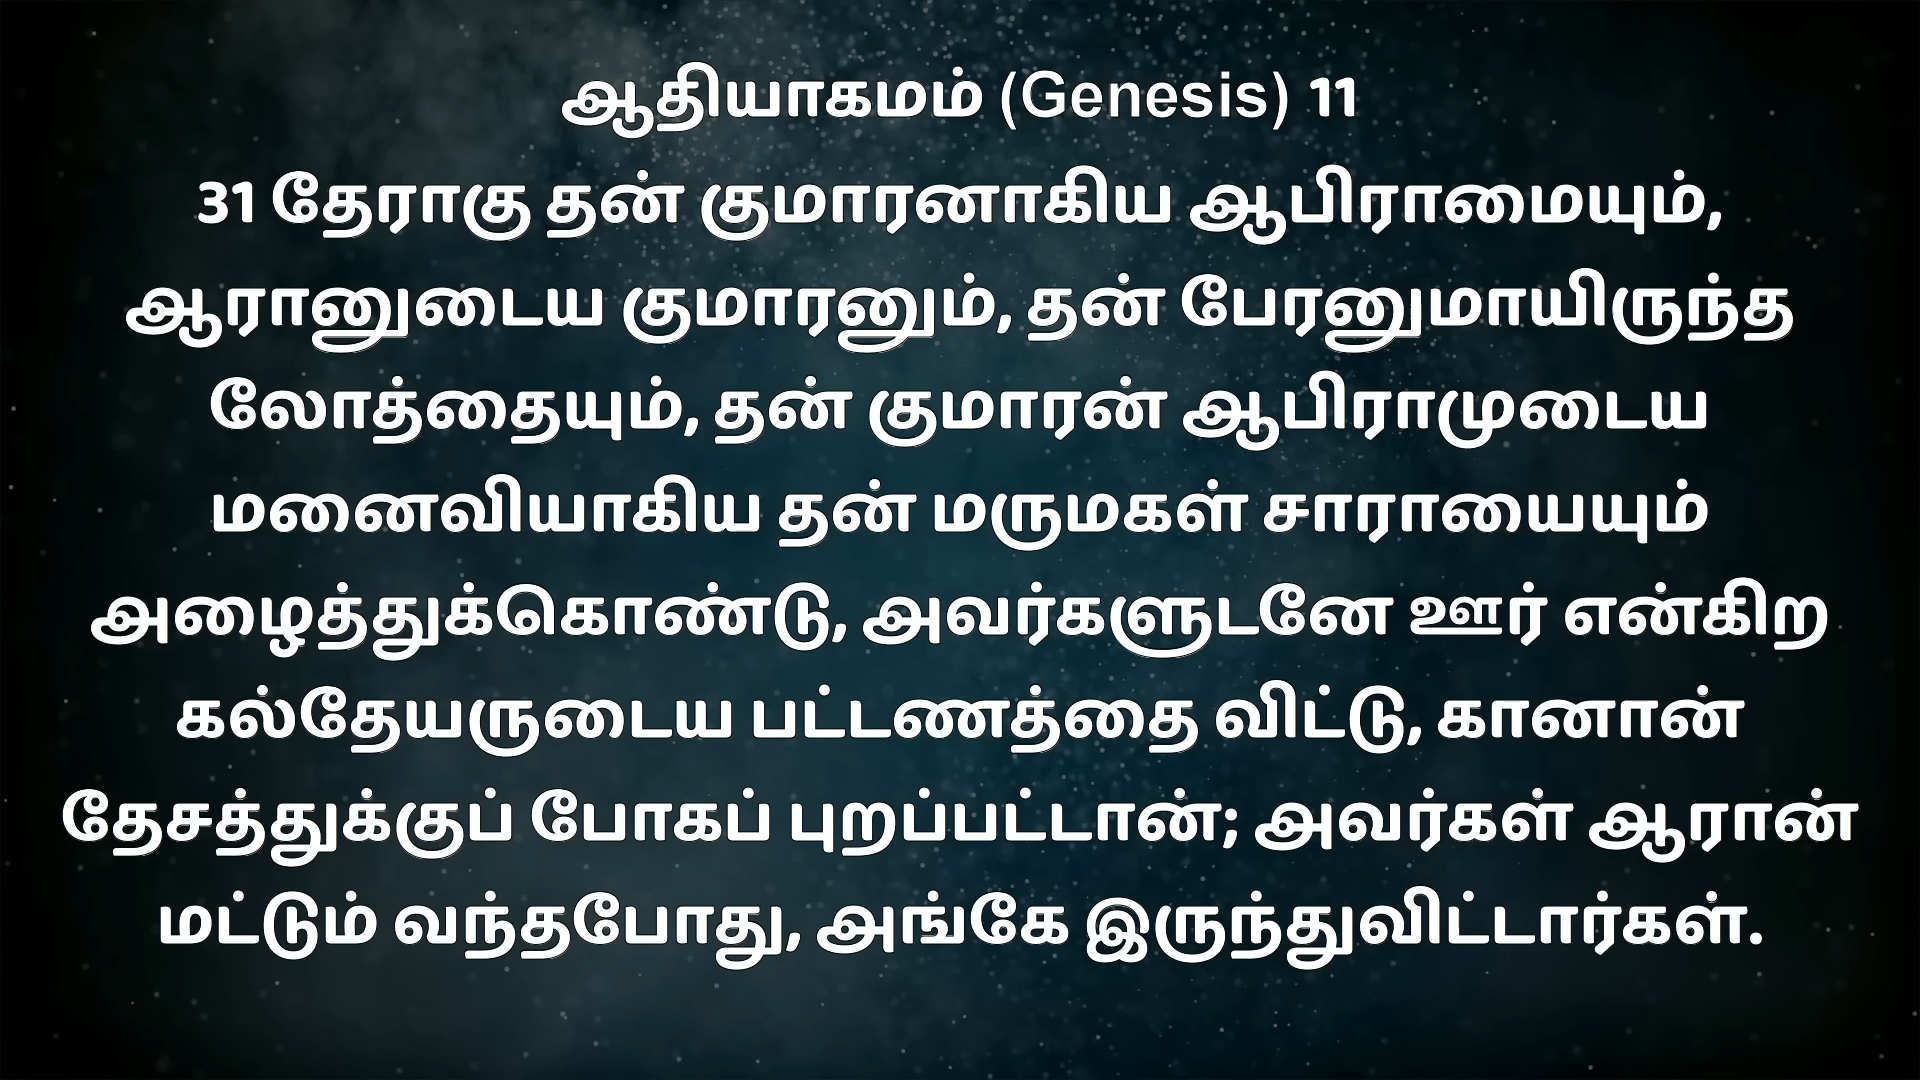 ஆதியாகமம் (Genesis) 11
31 தேராகு தன் குமாரனாகிய ஆபிராமையும்,
ஆரானுடைய குமாரனும், தன் பேரனுமாயிருந்த
லோத்தையும், தன் குமாரன் ஆபிராமுடைய
மனைவியாகிய தன் மருமகள் சாராயையும்
அழைத்துக்கொண்டு, அவர்களுடனே ஊர் என்கிற
கல்தேயருடைய பட்டணத்தை விட்டு, கானான்
தேசத்துக்குப் போகப் புறப்பட்டான்; அவர்கள் ஆரான்
மட்டும் வந்தபோது, அங்கே இருந்துவிட்டார்கள்.